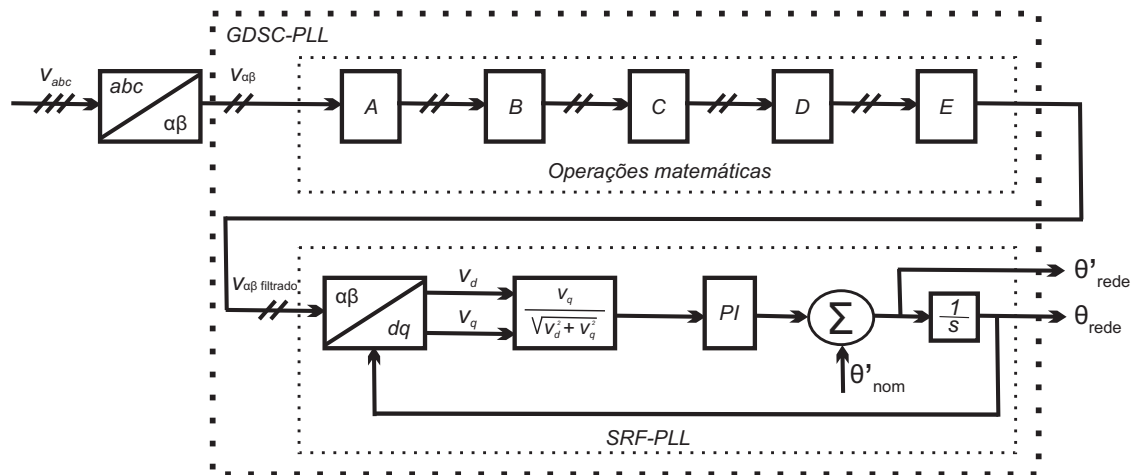 GDSC-PLL
v_abc
abc
αβ
v_αβ
A
B
C
D
E
Operações matemáticas
v_αβ filtrado
αβ
dq
v_d
v_q
v_q
√v_d² + v_q²
PI
Σ
θ'_nom
1
s
θ'_rede
θ_rede
SRF-PLL